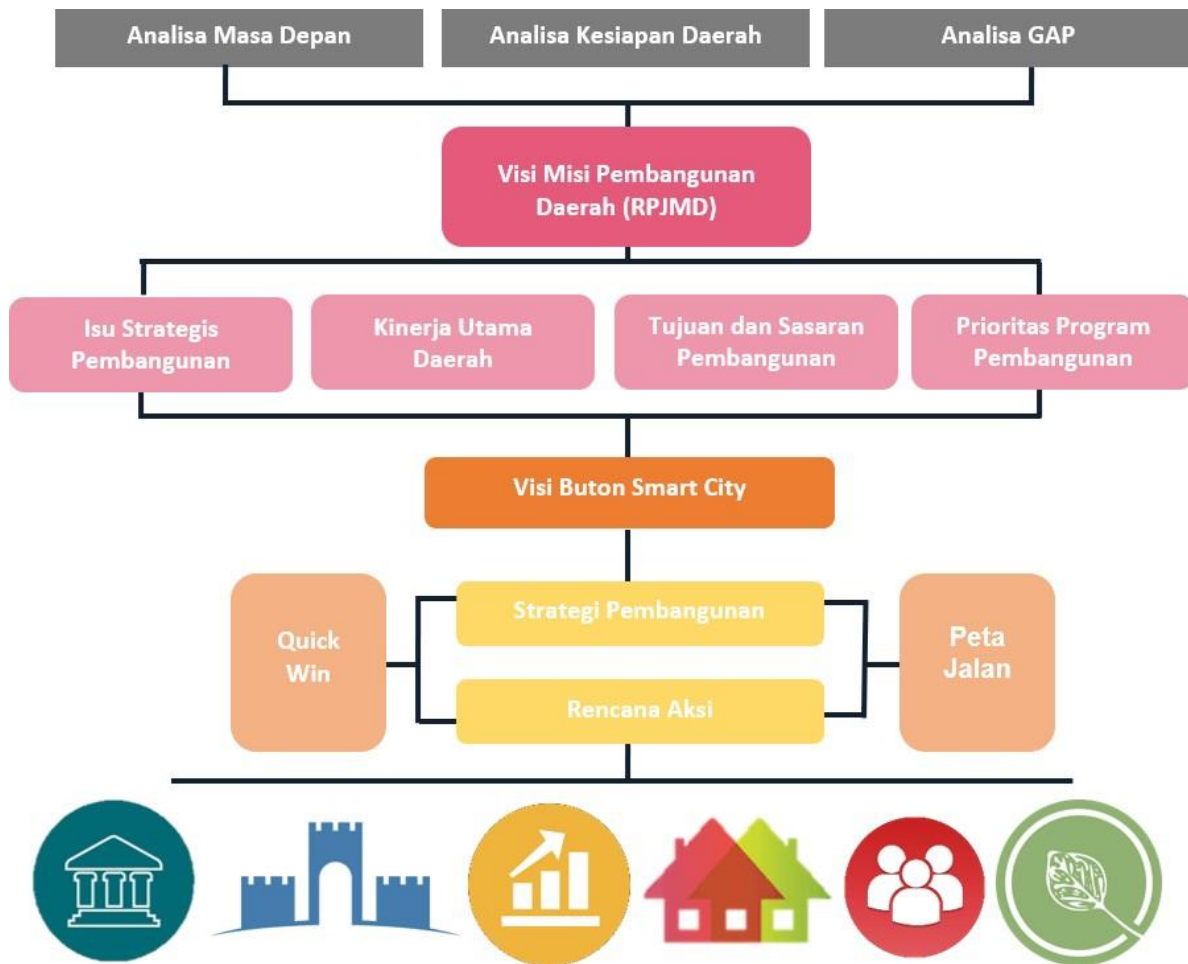 Analisa Masa Depan
Analisa Kesiapan Daerah
Analisa GAP
Visi Misi Pembangunan
Daerah (RPJMD)
Isu Strategis
Pembangunan
Kinerja Utama
Daerah
Tujuan dan Sasaran
Pembangunan
Prioritas Program
Pembangunan
Visi Buton Smart City
Quick
Win
Strategi Pembangunan
Rencana Aksi
Peta
Jalan